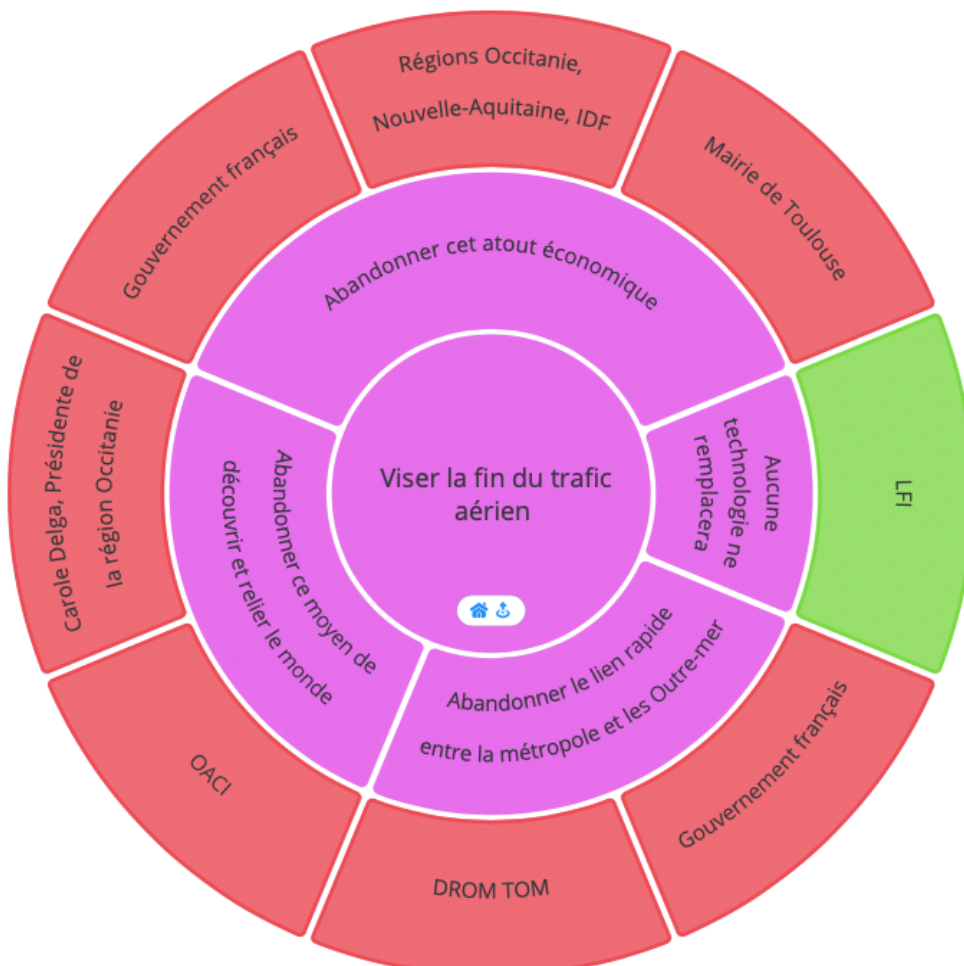 Viser la fin du trafic
aérien
Abandonner cet atout économique
Aucune
technologie ne
remplacera
Abandonner le lien rapide
entre la métropole et les Outre-mer
Abandonner ce moyen de
découvrir et relier le monde
Régions Occitanie,
Nouvelle-Aquitaine, IDF
Mairie de Toulouse
LFI
Gouvernement français
DROM TOM
OACI
Carole Delga, Présidente de
la région Occitanie
Gouvernement français